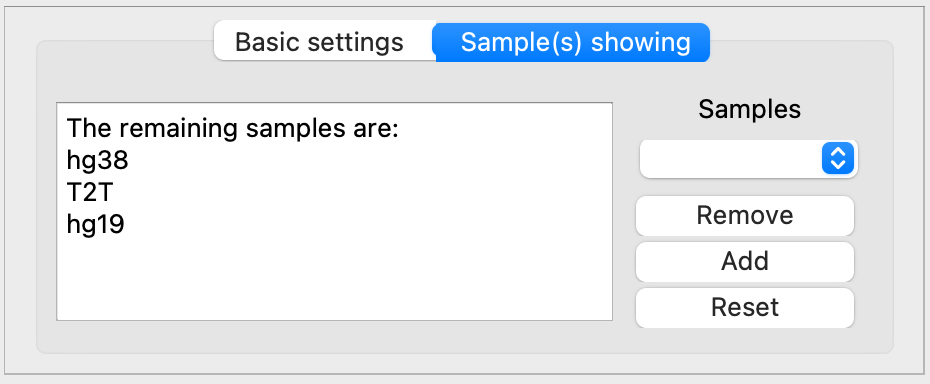 Basic settings
Sample(s) showing
The remaining samples are:
hg38
T2T
hg19
Samples
Remove
Add
Reset